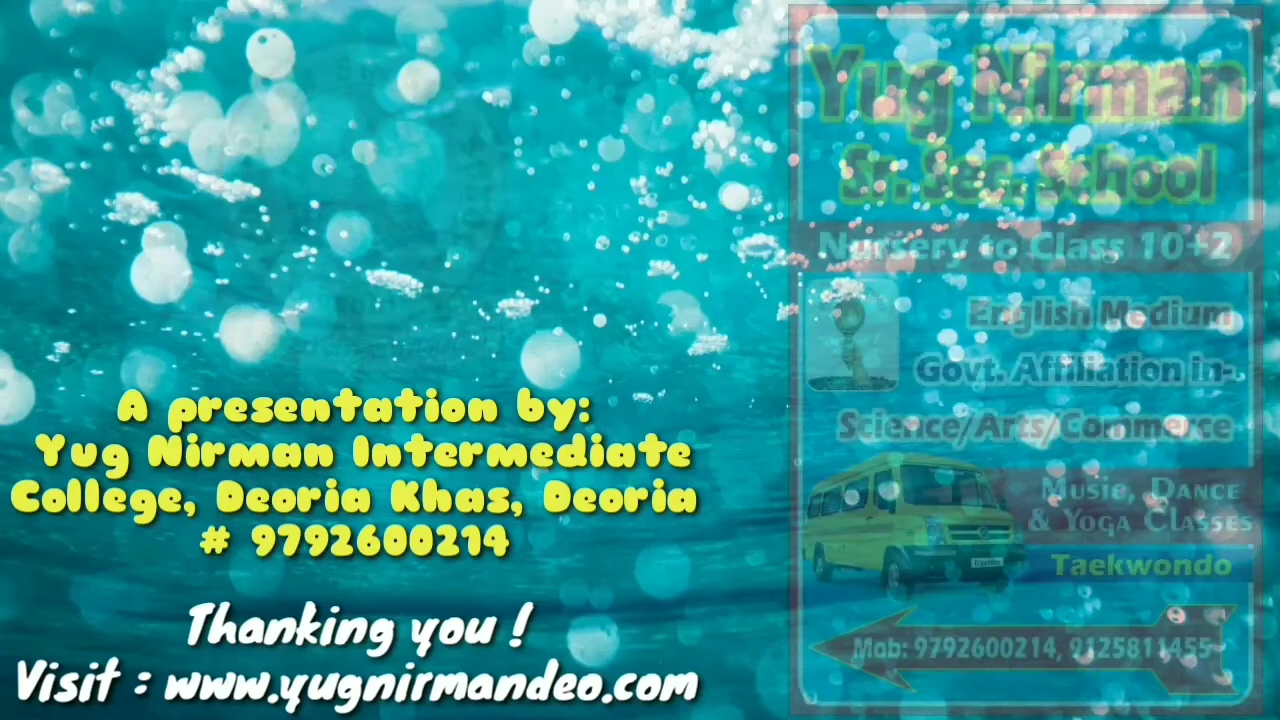 A presentation by:
Yug Nirman Intermediate
College, Deoria Khas, Deoria
# 9792600214
Thanking you !
Visit : www.yugnirmandeo.com
Yug Nirman
Sr. Sec. School
Nursery to Class 10+2
English Medium
Govt. Affiliation in-
Science/Arts/Commerce
Music, Dance
& Yoga Classes
Taekwondo
Mob: 9792600214, 9125811455